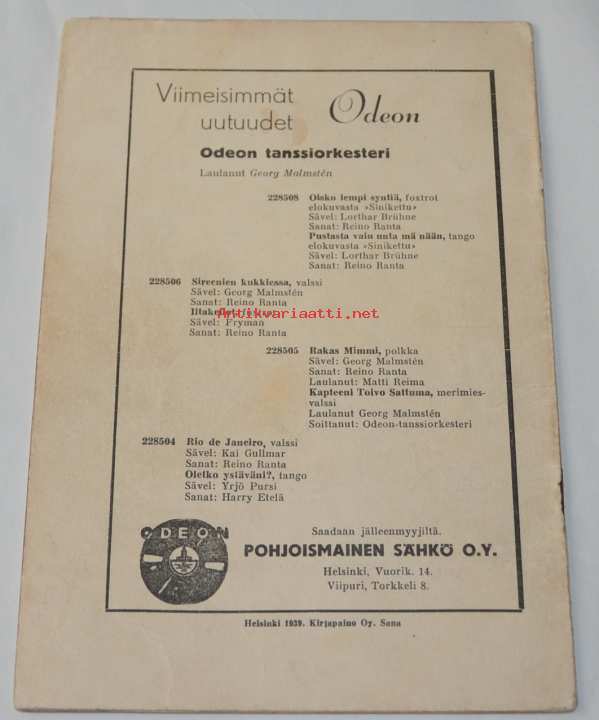 Viimeisimmät
uutuudet
Odeon
Odeon tanssiorkesteri
Laulanut Georg Malmstén
228508 Onko lempi syntiä, foxtrot
elokuvasta »Sinikettu»
Sävel: Lorthar Brühne
Sanat: Reino Ranta
Pustasta vain unta mä nään, tango
elokuvasta »Sinikettu»
Sävel: Lorthar Brühne
Sanat: Reino Ranta
228506 Sireenien kukkiessa, valssi
Sävel: Georg Malmstén
Sanat: Reino Ranta
Antikvariaatti.net
Sävel: Fryman
Sanat: Reino Ranta
228505 Rakas Mimmi, polkka
Sävel: Georg Malmstén
Sanat: Reino Ranta
Laulanut: Matti Reima
Kapteeni Toivo Sattuma, merimies-
valssi
Laulanut Georg Malmstén
Soittanut: Odeon-tanssiorkesteri
228504 Rio de Janeiro, valssi
Sävel: Kai Gullmar
Sanat: Reino Ranta
Oletko ystäväni?, tango
Sävel: Yrjö Pursi
Sanat: Harry Etelä
ODEON
Saadaan jälleenmyyjiltä.
POHJOISMAINEN SÄHKÖ O.Y.
Helsinki, Vuorik. 14.
Viipuri, Torkkeli 8.
Helsinki 1939. Kirjapaino Oy. Sana